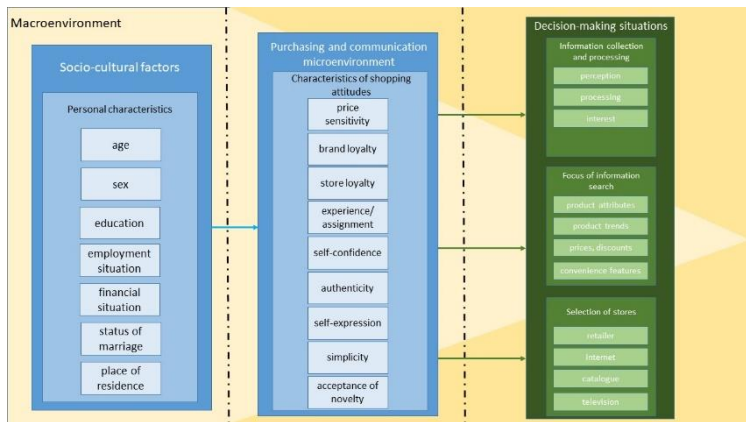 Macroenvironment
Socio-cultural factors
Personal characteristics
age
sex
education
employment
situation
financial
situation
status of
marriage
place of
residence
Purchasing and communication
microenvironment
Characteristics of shopping
attitudes
price
sensitivity
brand loyalty
store loyalty
experience/
assignment
self-confidence
authenticity
self-expression
simplicity
acceptance of
novelty
Decision-making situations
Information collection
and processing
perception
processing
interest
Focus of information
search
product attributes
product trends
prices, discounts
convenience features
Selection of stores
retailer
Internet
catalogue
television